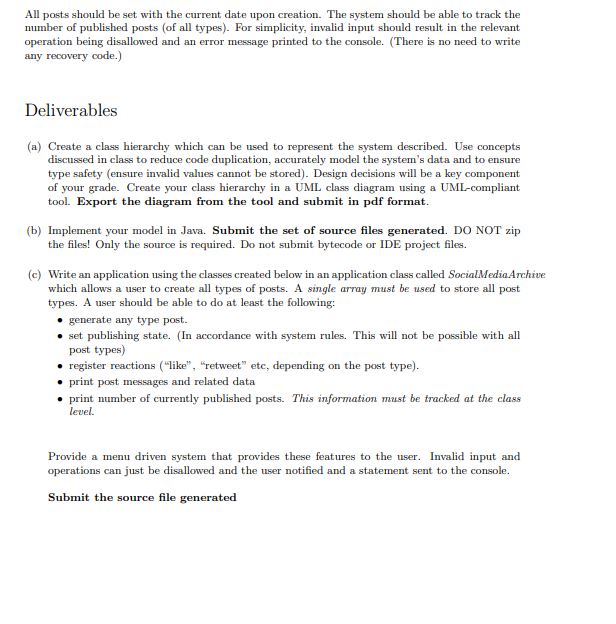 All posts should be set with the current date upon creation. The system should be able to track the
number of published posts (of all types). For simplicity, invalid input should result in the relevant
operation being disallowed and an error message printed to the console. (There is no need to write
any recovery code.)
Deliverables
(a) Create a class hierarchy which can be used to represent the system described. Use concepts
discussed in class to reduce code duplication, accurately model the system's data and to ensure
type safety (ensure invalid values cannot be stored). Design decisions will be a key component
of your grade. Create your class hierarchy in a UML class diagram using a UML-compliant
tool. Export the diagram from the tool and submit in pdf format.
(b) Implement your model in Java. Submit the set of source files generated. DO NOT zip
the files! Only the source is required. Do not submit bytecode or IDE project files.
(c) Write an application using the classes created below in an application class called SocialMediaArchive
which allows a user to create all types of posts. A single array must be used to store all post
types. A user should be able to do at least the following:
• generate any type post.
• set publishing state. (In accordance with system rules. This will not be possible with all
post types)
• register reactions ("like", "retweet" etc, depending on the post type).
• print post messages and related data
• print number of currently published posts. This information must be tracked at the class
level.
Provide a menu driven system that provides these features to the user. Invalid input and
operations can just be disallowed and the user notified and a statement sent to the console.
Submit the source file generated